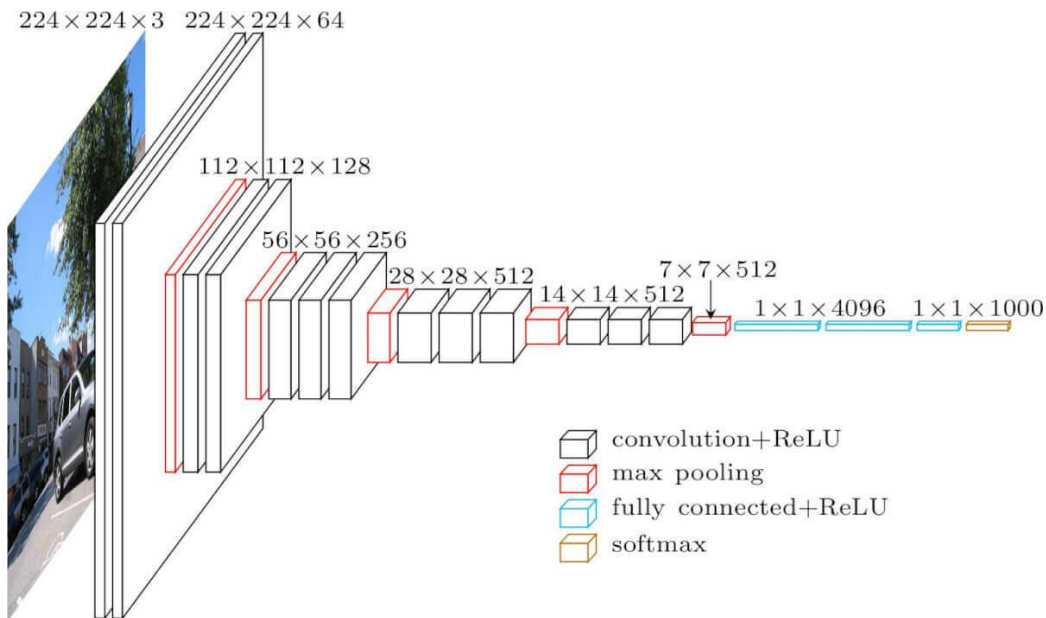 224 × 224 × 3
224 × 224 × 64
112 × 112 × 128
56 × 56 × 256
28 × 28 × 512
14 × 14 × 512
7 × 7 × 512
1 × 1 × 4096
1 × 1 × 1000
convolution+ReLU
max pooling
fully connected+ReLU
softmax